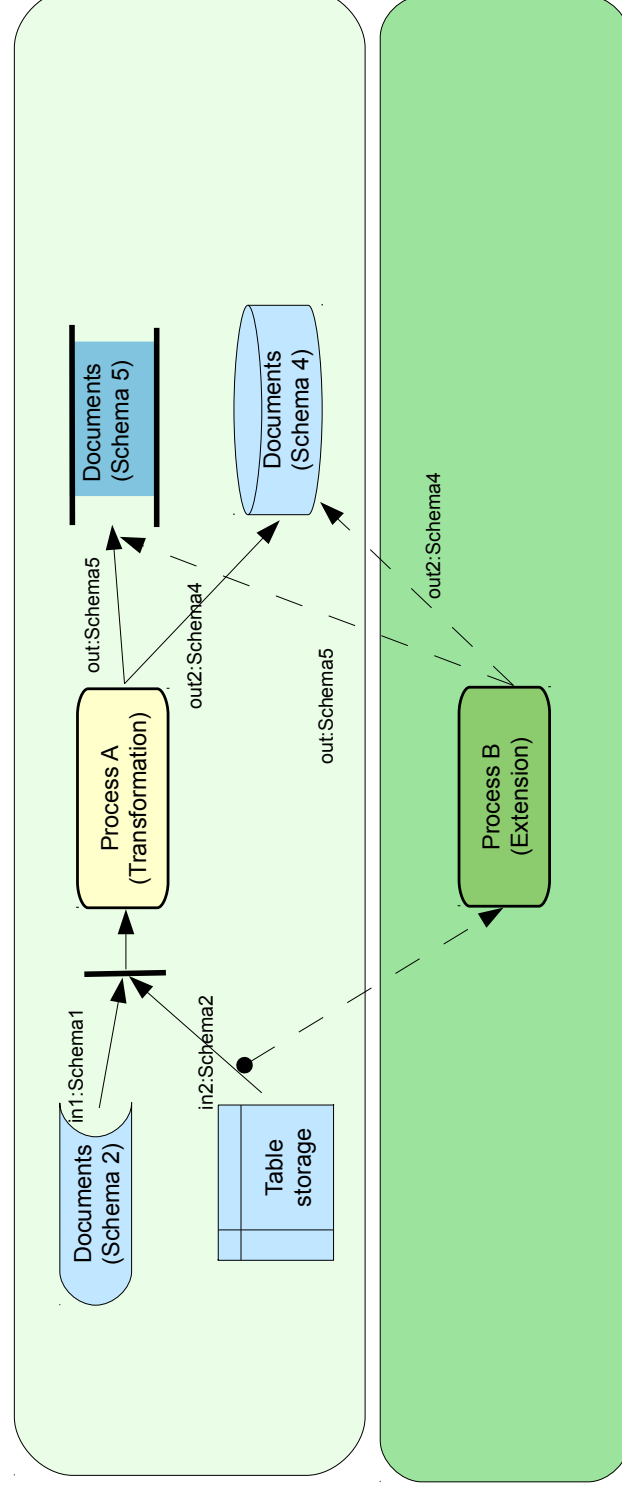 Documents
(Schema 2)
in1:Schema1
Table
storage
in2:Schema2
Process A
(Transformation)
out:Schema5
out2:Schema4
Documents
(Schema 5)
Documents
(Schema 4)
Process B
(Extension)
out:Schema5
out2:Schema4